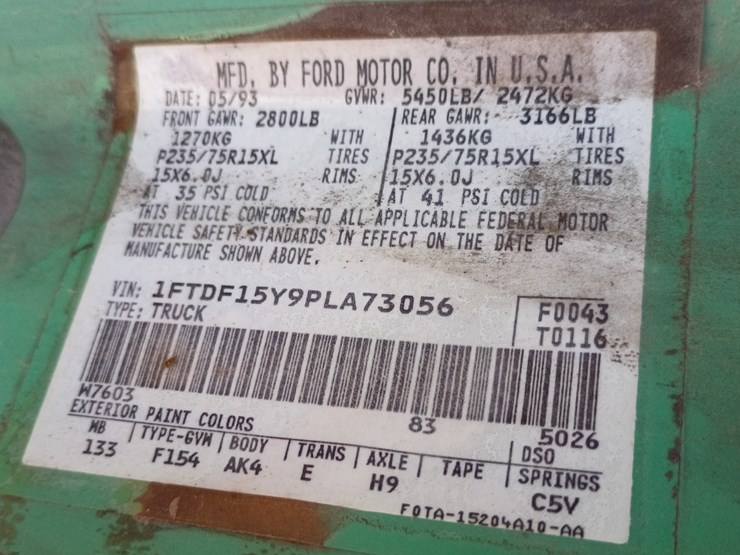 MFD. BY FORD MOTOR CO. IN U.S.A.
DATE: 05/93 GVWR: 5450LB/ 2472KG
FRONT GAWR: 2800LB REAR GAWR: 3166LB
1270KG WITH 1436KG WITH
P235/75R15XL TIRES P235/75R15XL TIRES
15X6.0J RIMS 15X6.0J RIMS
AT 35 PSI COLD AT 41 PSI COLD
THIS VEHICLE CONFORMS TO ALL APPLICABLE FEDERAL MOTOR
VEHICLE SAFETY STANDARDS IN EFFECT ON THE DATE OF
MANUFACTURE SHOWN ABOVE.
VIN: 1FTDF15Y9PLA73056 F0043
TYPE: TRUCK T0116
W7603 83 5026
EXTERIOR PAINT COLORS DSO
WB TYPE-GVW BODY TRANS AXLE TAPE SPRINGS
133 F154 AK4 E H9 C5V
F0TA-15204A10-AA